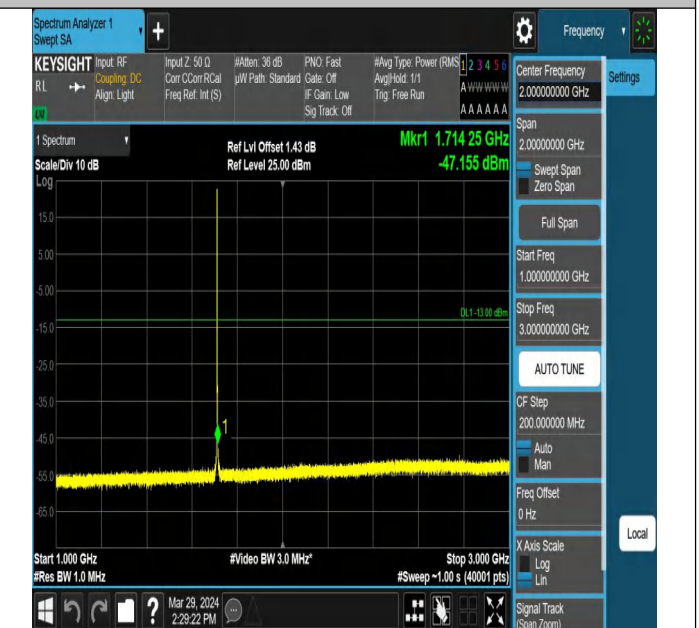 Spectrum Analyzer 1
Swept SA
+
Frequency
KEYSIGHT
RL
LXI
Input: RF
Coupling: DC
Align: Light
Input Z: 50 Ω
Corr CCorr RCal
Freq Ref: Int (S)
#Atten: 36 dB
µW Path: Standard
PNO: Fast
Gate: Off
IF Gain: Low
Sig Track: Off
#Avg Type: Power (RMS
Avg|Hold: 1/1
Trig: Free Run
1 2 3 4 5 6
A W W W W W
A A A A A A
1 Spectrum
Scale/Div 10 dB
Log
Ref Lvl Offset 1.43 dB
Ref Level 25.00 dBm
Mkr1 1.714 25 GHz
-47.155 dBm
15.0
5.00
-5.00
-15.0
-25.0
-35.0
-45.0
-55.0
-65.0
DL1 -13.00 dBm
1
Start 1.000 GHz
#Res BW 1.0 MHz
#Video BW 3.0 MHz*
Stop 3.000 GHz
#Sweep ~1.00 s (40001 pts)
Mar 29, 2024
2:29:22 PM
?
Center Frequency
2.00000000 GHz
Settings
Span
2.00000000 GHz
Swept Span
Zero Span
Full Span
Start Freq
1.000000000 GHz
Stop Freq
3.000000000 GHz
AUTO TUNE
CF Step
200.000000 MHz
Auto
Man
Freq Offset
0 Hz
X Axis Scale
Log
Lin
Local
Signal Track
(Span Zoom)